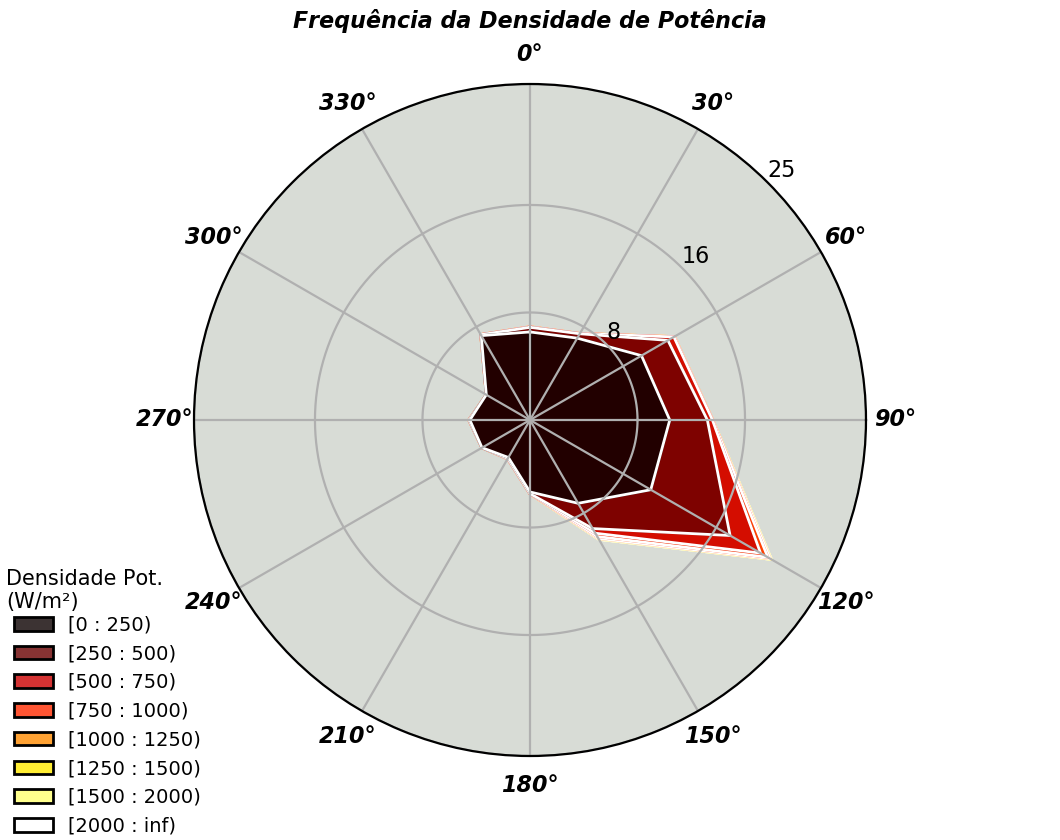 Frequência da Densidade de Potência
0°
330°
30°
25
300°
60°
16
8
270°
90°
240°
120°
210°
150°
180°
Densidade Pot.
(W/m²)
[0 : 250)
[250 : 500)
[500 : 750)
[750 : 1000)
[1000 : 1250)
[1250 : 1500)
[1500 : 2000)
[2000 : inf)